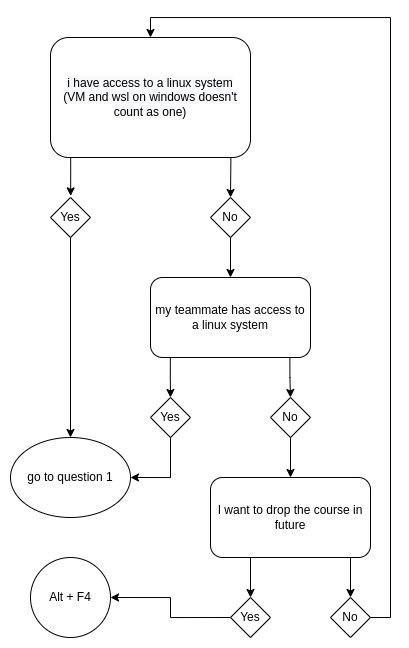 i have access to a linux system
(VM and wsl on windows doesn't
count as one)
Yes
No
my teammate has access to
a linux system
Yes
No
go to question 1
I want to drop the course in
future
Alt + F4
Yes
No